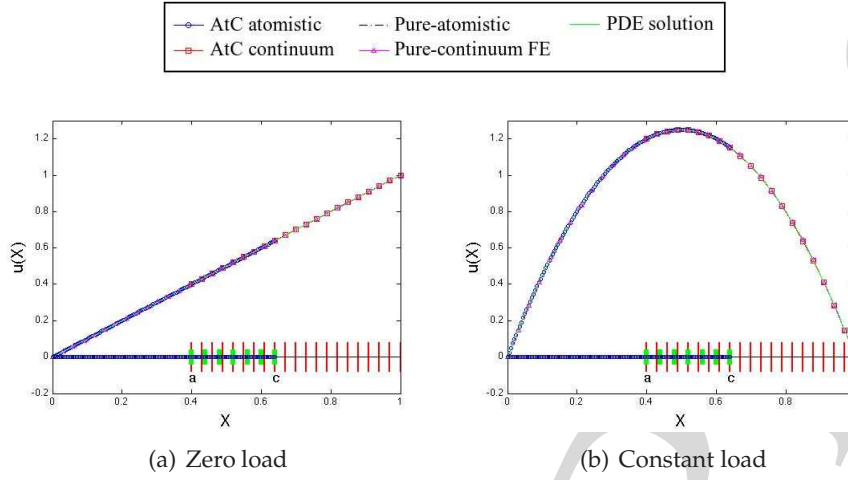 AtC atomistic Pure-atomistic PDE solution
AtC continuum Pure-continuum FE
1.2
1
0.8
0.6
0.4
0.2
0
-0.2
u(X)
a
c
0 0.2 0.4 0.6 0.8 1
X
(a) Zero load
1.2
1
0.8
0.6
0.4
0.2
0
-0.2
u(X)
a
c
0 0.2 0.4 0.6 0.8
X
(b) Constant load